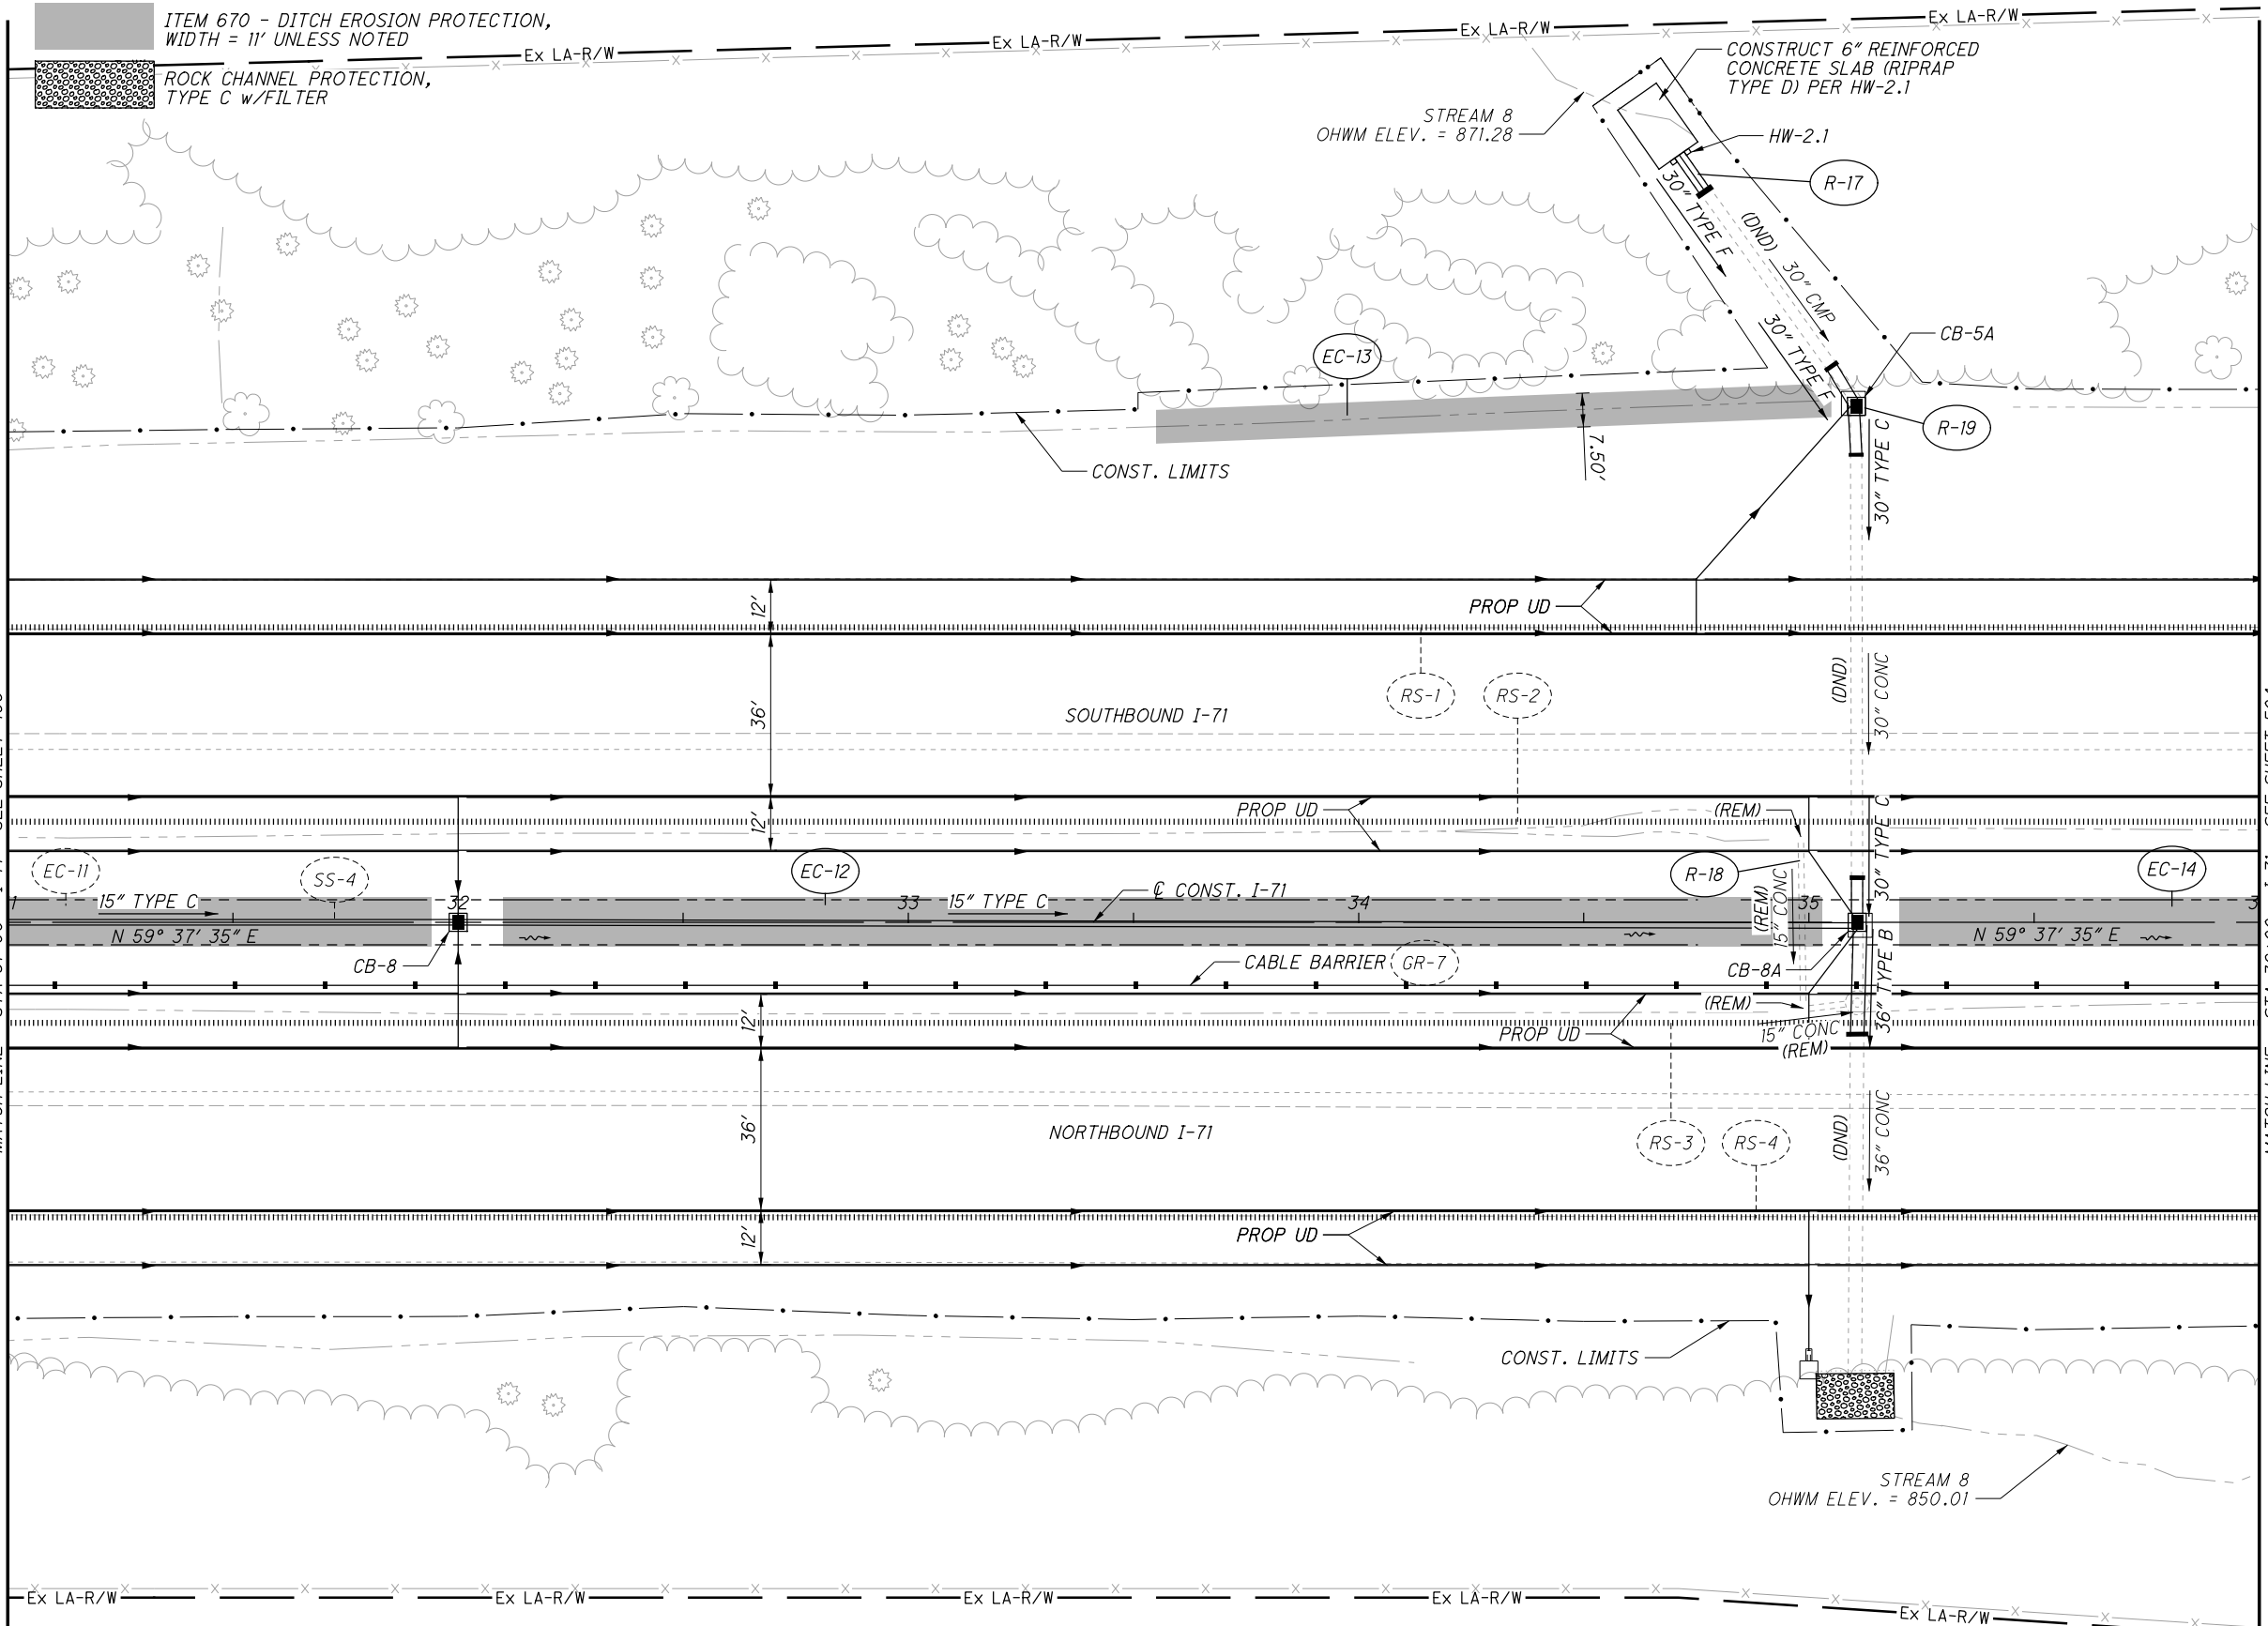 ITEM 670 - DITCH EROSION PROTECTION,
WIDTH = 11' UNLESS NOTED
ROCK CHANNEL PROTECTION,
TYPE C w/FILTER
Ex LA-R/W
Ex LA-R/W
Ex LA-R/W
Ex LA-R/W
CONSTRUCT 6" REINFORCED
CONCRETE SLAB (RIPRAP
TYPE D) PER HW-2.1
STREAM 8
OHWM ELEV. = 871.28
HW-2.1
R-17
30" TYPE F
(DND)
30" CMP
30" TYPE F
CB-5A
EC-13
R-19
7.50'
CONST. LIMITS
30" TYPE C
12'
PROP UD
36'
SOUTHBOUND I-71
RS-1
RS-2
(DND)
30" CONC
12'
PROP UD
(REM)
30" TYPE C
EC-11
SS-4
EC-12
R-18
EC-14
15" TYPE C
32
33
15" TYPE C
℄ CONST. I-71
34
35
(REM)
15" CONC
N 59° 37' 35" E
N 59° 37' 35" E
CB-8
CABLE BARRIER
GR-7
CB-8A
36" TYPE B
(REM)
12'
PROP UD
15" CONC
(REM)
36'
NORTHBOUND I-71
RS-3
RS-4
(DND)
36" CONC
12'
PROP UD
CONST. LIMITS
STREAM 8
OHWM ELEV. = 850.01
Ex LA-R/W
Ex LA-R/W
Ex LA-R/W
Ex LA-R/W
Ex LA-R/W